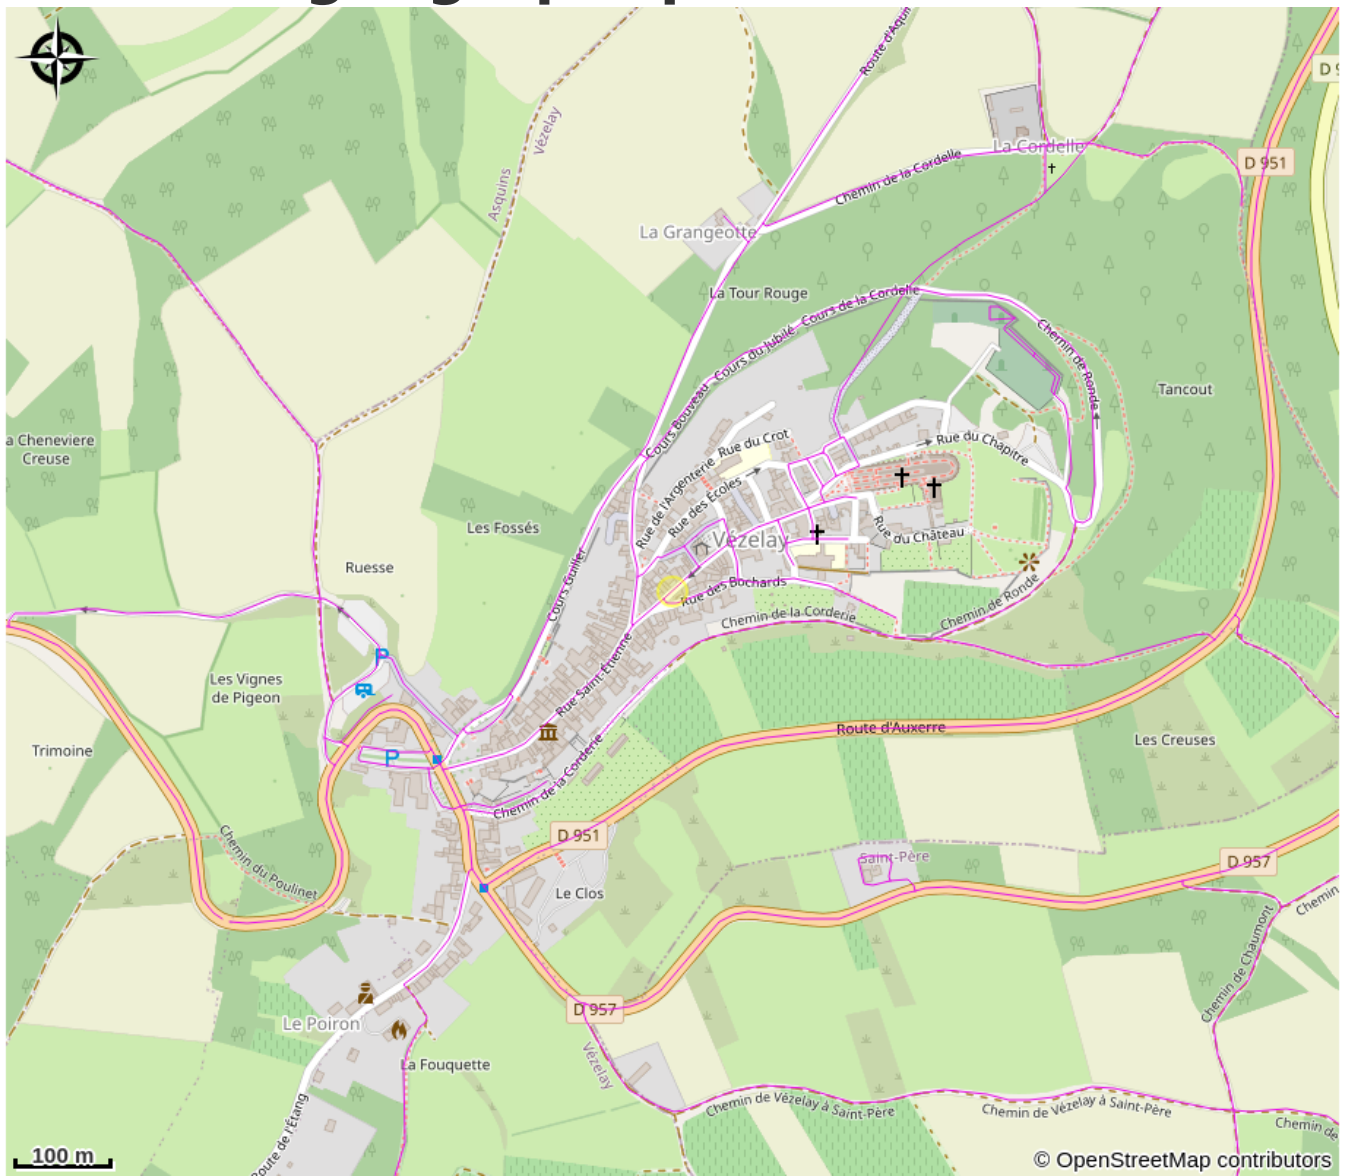 Route d'Aquin
D 9
Vézelay
La Cordelle
D 951
Chemin de la Cordelle
Asquins
La Grangeotte
La Tour Rouge
Cours de la Cordelle
Cours du Jubilé
Chemin de Ronde
Tancout
Cours Bouveau
a Cheneviere
Creuse
Rue du Crot
Rue du Chapitre
Rue de l'Argenterie
Rue des Écoles
Les Fossés
Vézelay
Rue du Château
Ruesse
Cours Guiller
Rue des Bochards
Chemin de Ronde
Chemin de la Corderie
P
Les Vignes
de Pigeon
Rue Saint-Étienne
Route d'Auxerre
Trimoine
P
Les Creuses
Chemin de la Corderie
D 951
Chemin du Poulinet
Saint-Père
D 957
Le Clos
Chemin
Chemin de Chaumont
D 957
Le Poiron
Vézelay
La Fouquette
Route de l'Étang
Chemin de Vézelay à Saint-Père
Chemin de Vézelay à Saint-Père
Chemin de
100 m
© OpenStreetMap contributors